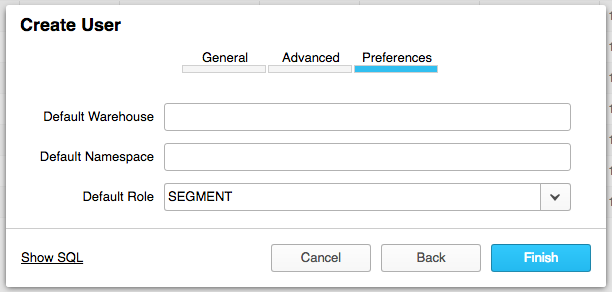 Create User
General Advanced Preferences
Default Warehouse
Default Namespace
Default Role SEGMENT
Show SQL Cancel Back Finish